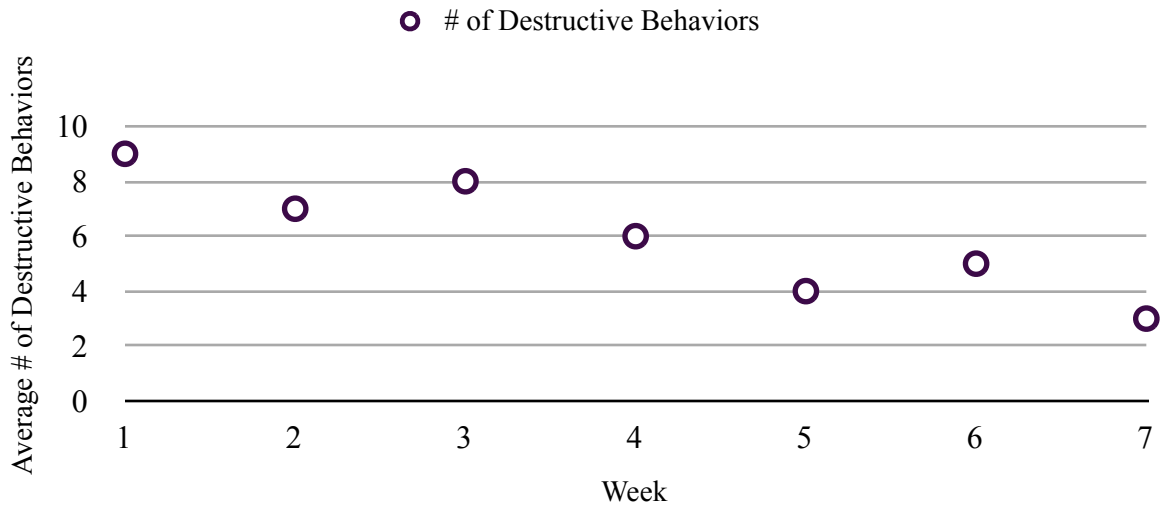 # of Destructive Behaviors
Average # of Destructive Behaviors
10
8
6
4
2
0
1 2 3 4 5 6 7
Week